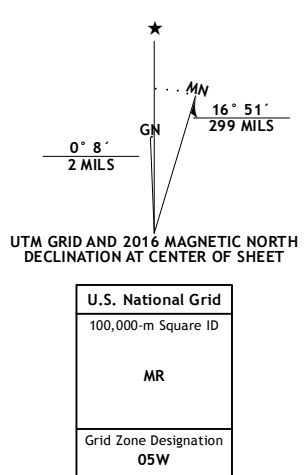 MN
16° 51´
299 MILS
GN
0° 8´
2 MILS
UTM GRID AND 2016 MAGNETIC NORTH
DECLINATION AT CENTER OF SHEET
U.S. National Grid
100,000-m Square ID
MR
Grid Zone Designation
05W